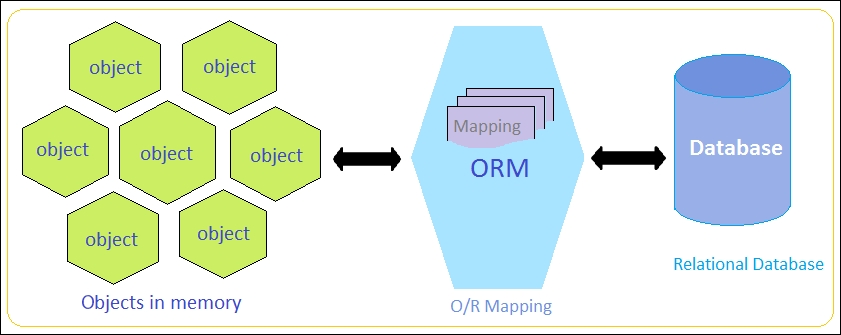 object
object
object
object
object
object
object
Objects in memory
Mapping
ORM
O/R Mapping
Database
Relational Database